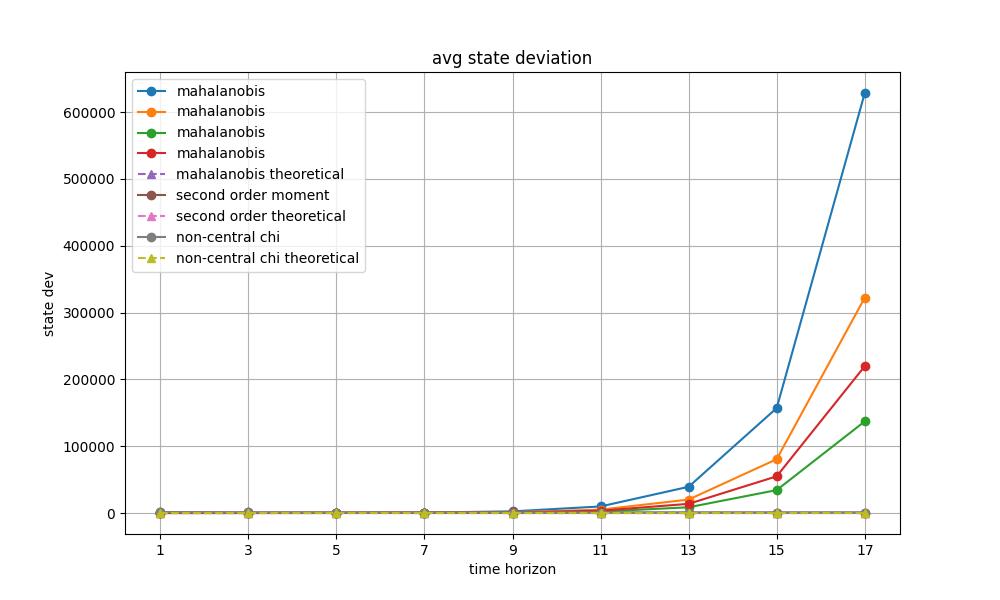 avg state deviation
mahalanobis
mahalanobis
mahalanobis
mahalanobis
mahalanobis theoretical
second order moment
second order theoretical
non-central chi
non-central chi theoretical
600000
500000
400000
300000
200000
100000
0
state dev
1 3 5 7 9 11 13 15 17
time horizon